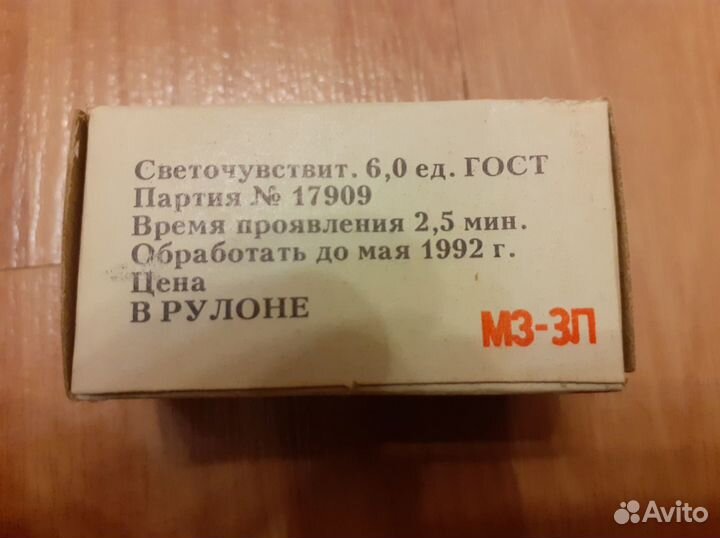 Светочувствит. 6,0 ед. ГОСТ
Партия № 17909
Время проявления 2,5 мин.
Обработать до мая 1992 г.
Цена
В РУЛОНЕ
МЗ-ЗП
Avito